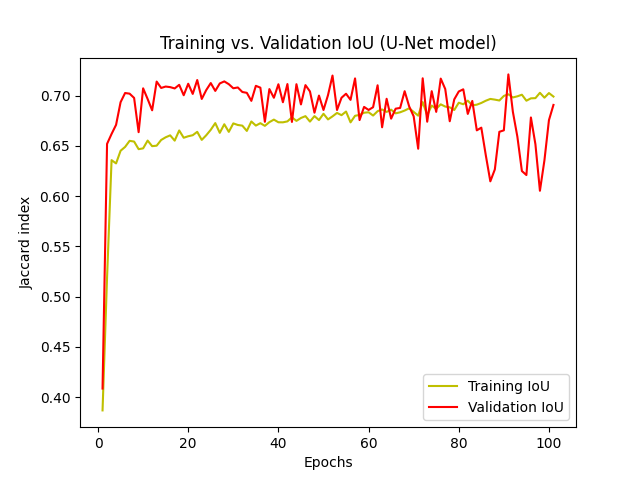 Training vs. Validation IoU (U-Net model)
0.70
0.65
0.60
0.55
0.50
0.45
0.40
Jaccard index
Training IoU
Validation IoU
0 20 40 60 80 100
Epochs